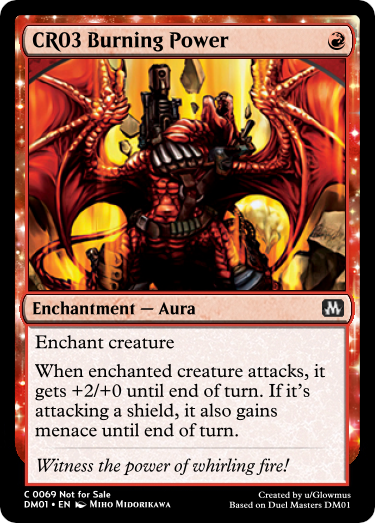 CR03 Burning Power
Enchantment — Aura
Enchant creature
When enchanted creature attacks, it
gets +2/+0 until end of turn. If it's
attacking a shield, it also gains
menace until end of turn.
Witness the power of whirling fire!
C 0069 Not for Sale
DM01 • EN Miho Midorikawa
Created by u/Glowmus
Based on Duel Masters DM01